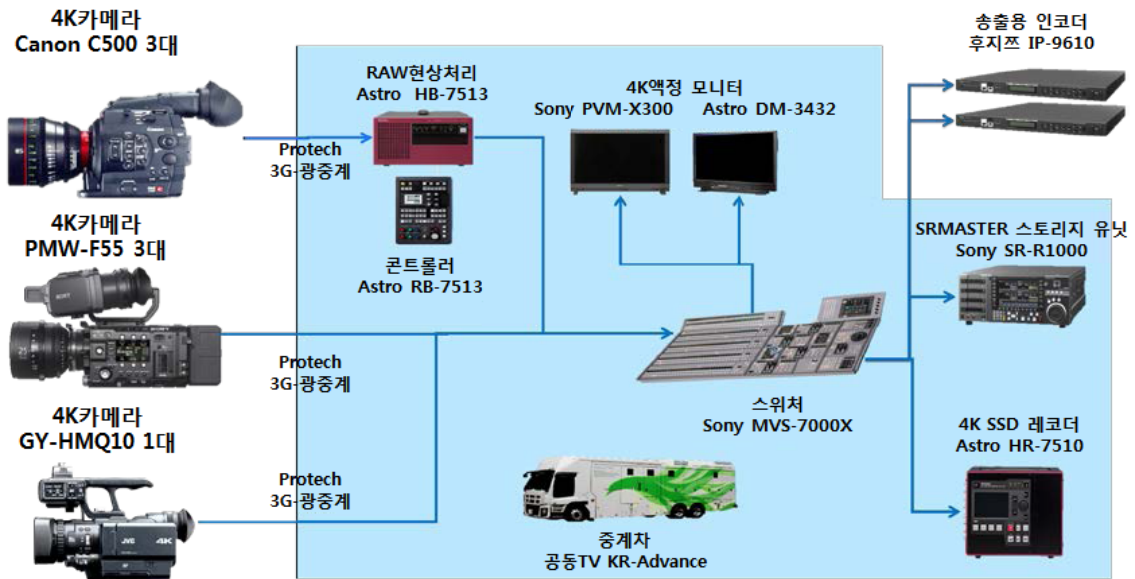 4K카메라
Canon C500 3대
송출용 인코더
후지쯔 IP-9610
RAW현상처리
Astro HB-7513
4K액정 모니터
Sony PVM-X300
Astro DM-3432
Protech
3G-광중계
4K카메라
PMW-F55 3대
콘트롤러
Astro RB-7513
SRMASTER 스토리지 유닛
Sony SR-R1000
SONY
Protech
3G-광중계
스위처
Sony MVS-7000X
4K카메라
GY-HMQ10 1대
4K SSD 레코더
Astro HR-7510
Protech
3G-광중계
JVC
4K
중계차
공동TV KR-Advance